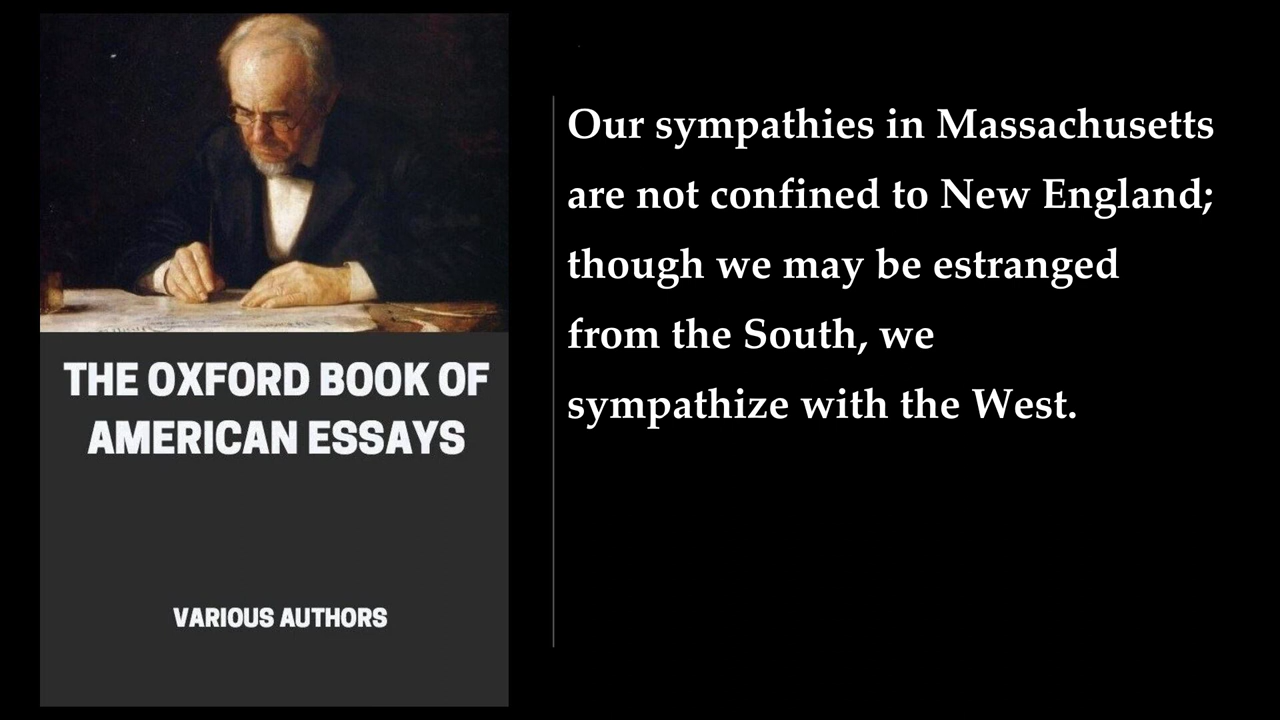 THE OXFORD BOOK OF
AMERICAN ESSAYS
VARIOUS AUTHORS
Our sympathies in Massachusetts
are not confined to New England;
though we may be estranged
from the South, we
sympathize with the West.